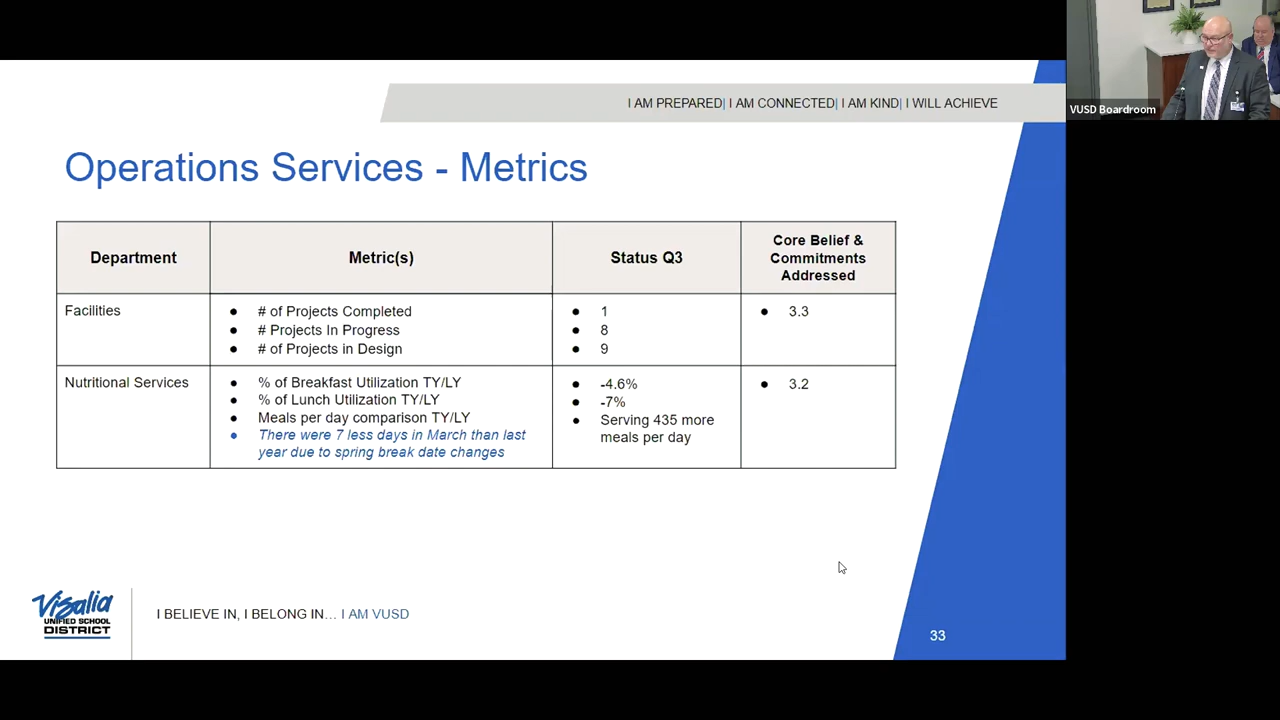 VUSD Boardroom
I AM PREPARED| I AM CONNECTED| I AM KIND| I WILL ACHIEVE
Operations Services - Metrics
Department
Metric(s)
Status Q3
Core Belief &
Commitments
Addressed
Facilities
● # of Projects Completed
● # Projects In Progress
● # of Projects in Design
● 1
● 8
● 9
● 3.3
Nutritional Services
● % of Breakfast Utilization TY/LY
● % of Lunch Utilization TY/LY
● Meals per day comparison TY/LY
● There were 7 less days in March than last
year due to spring break date changes
● -4.6%
● -7%
● Serving 435 more
meals per day
● 3.2
Visalia
UNIFIED SCHOOL
DISTRICT
I BELIEVE IN, I BELONG IN... I AM VUSD
33